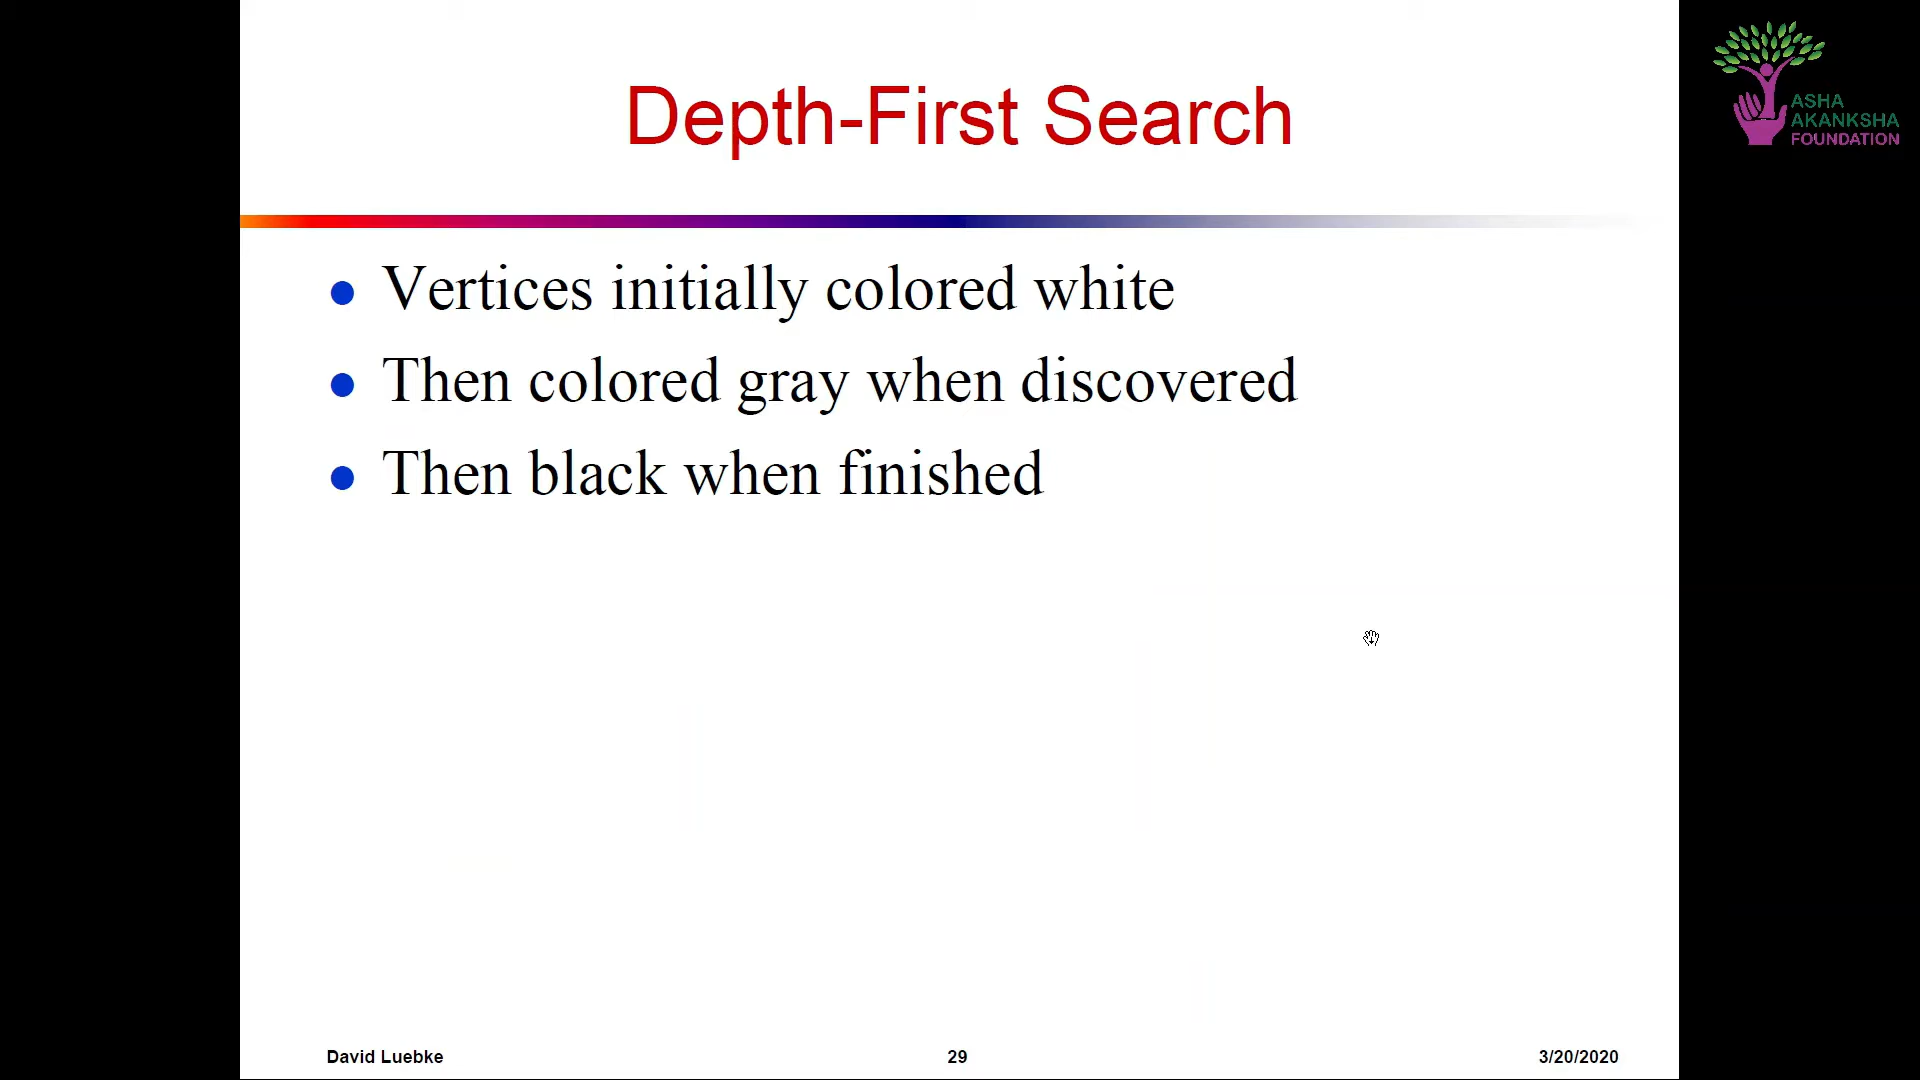 Depth-First Search
ASHA
AKANKSHA
FOUNDATION
Vertices initially colored white
Then colored gray when discovered
Then black when finished
David Luebke
29
3/20/2020